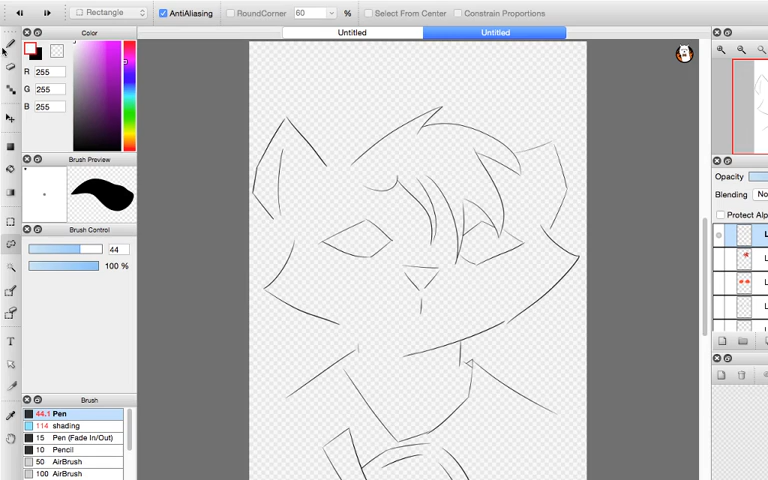 Rectangle AntiAliasing RoundCorner 60 % Select From Center Constrain Proportions
Color
Untitled Untitled
R 255
G 255
B 255
Brush Preview
Brush Control
44
100 %
Brush
44.1 Pen
114 shading
15 Pen (Fade In/Out)
10 Pencil
50 AirBrush
100 AirBrush
Opacity
Blending
Protect